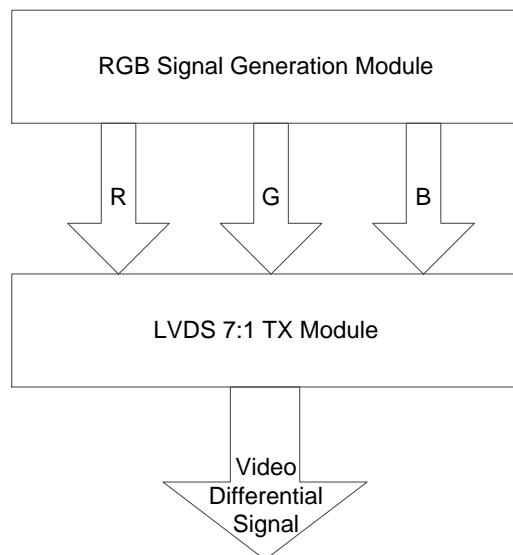 RGB Signal Generation Module
R G B
LVDS 7:1 TX Module
Video
Differential
Signal